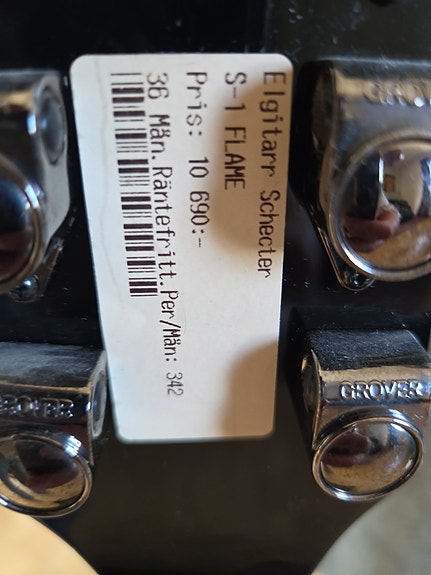 Elgitarr Schecter
S-1 FLAME
Pris: 10 690:-
36 Mån.Räntefritt.Per/Mån: 342
GROVER
GROVER
GROVER